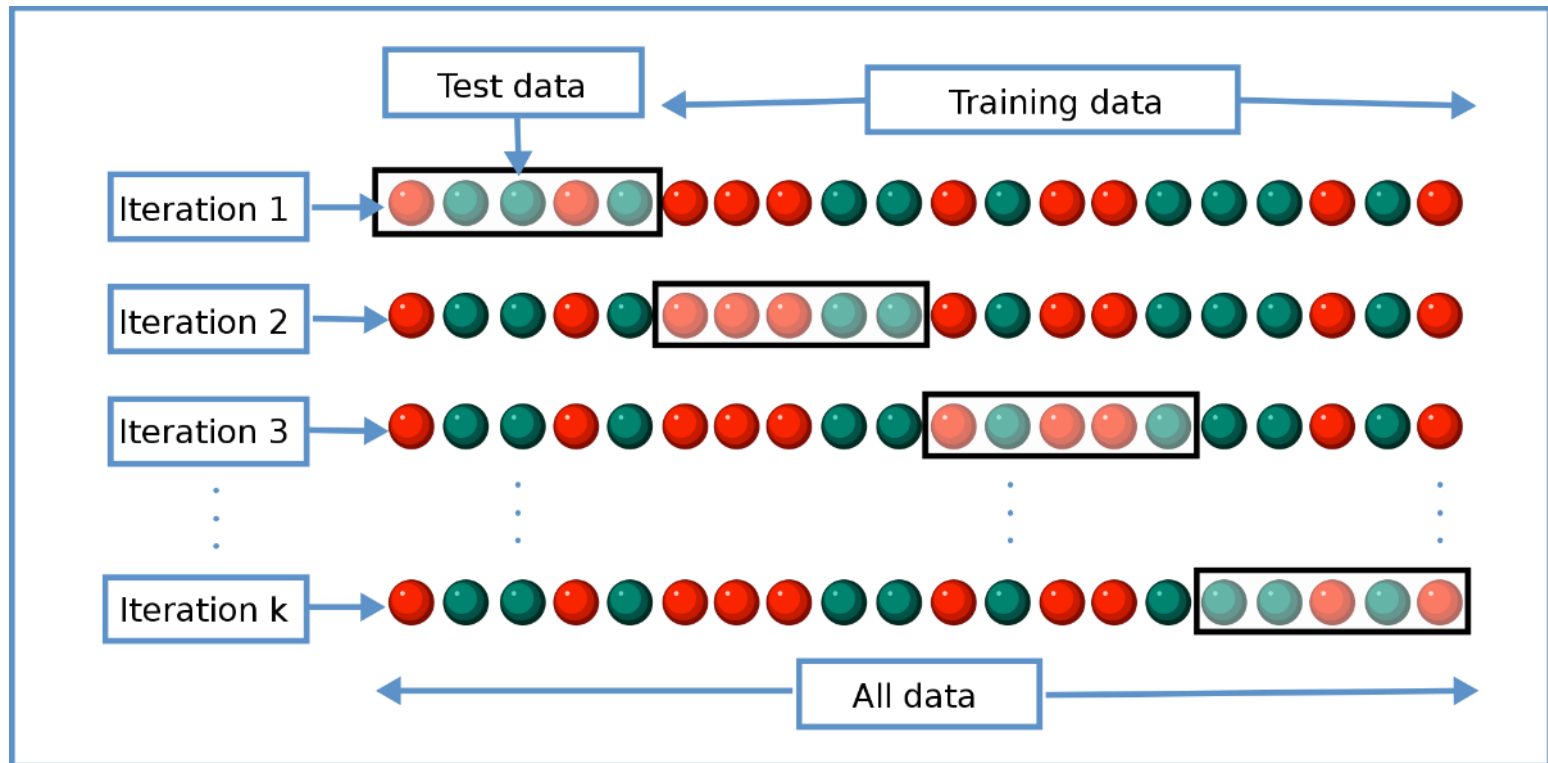 Test data
Training data
Iteration 1
Iteration 2
Iteration 3
Iteration k
All data